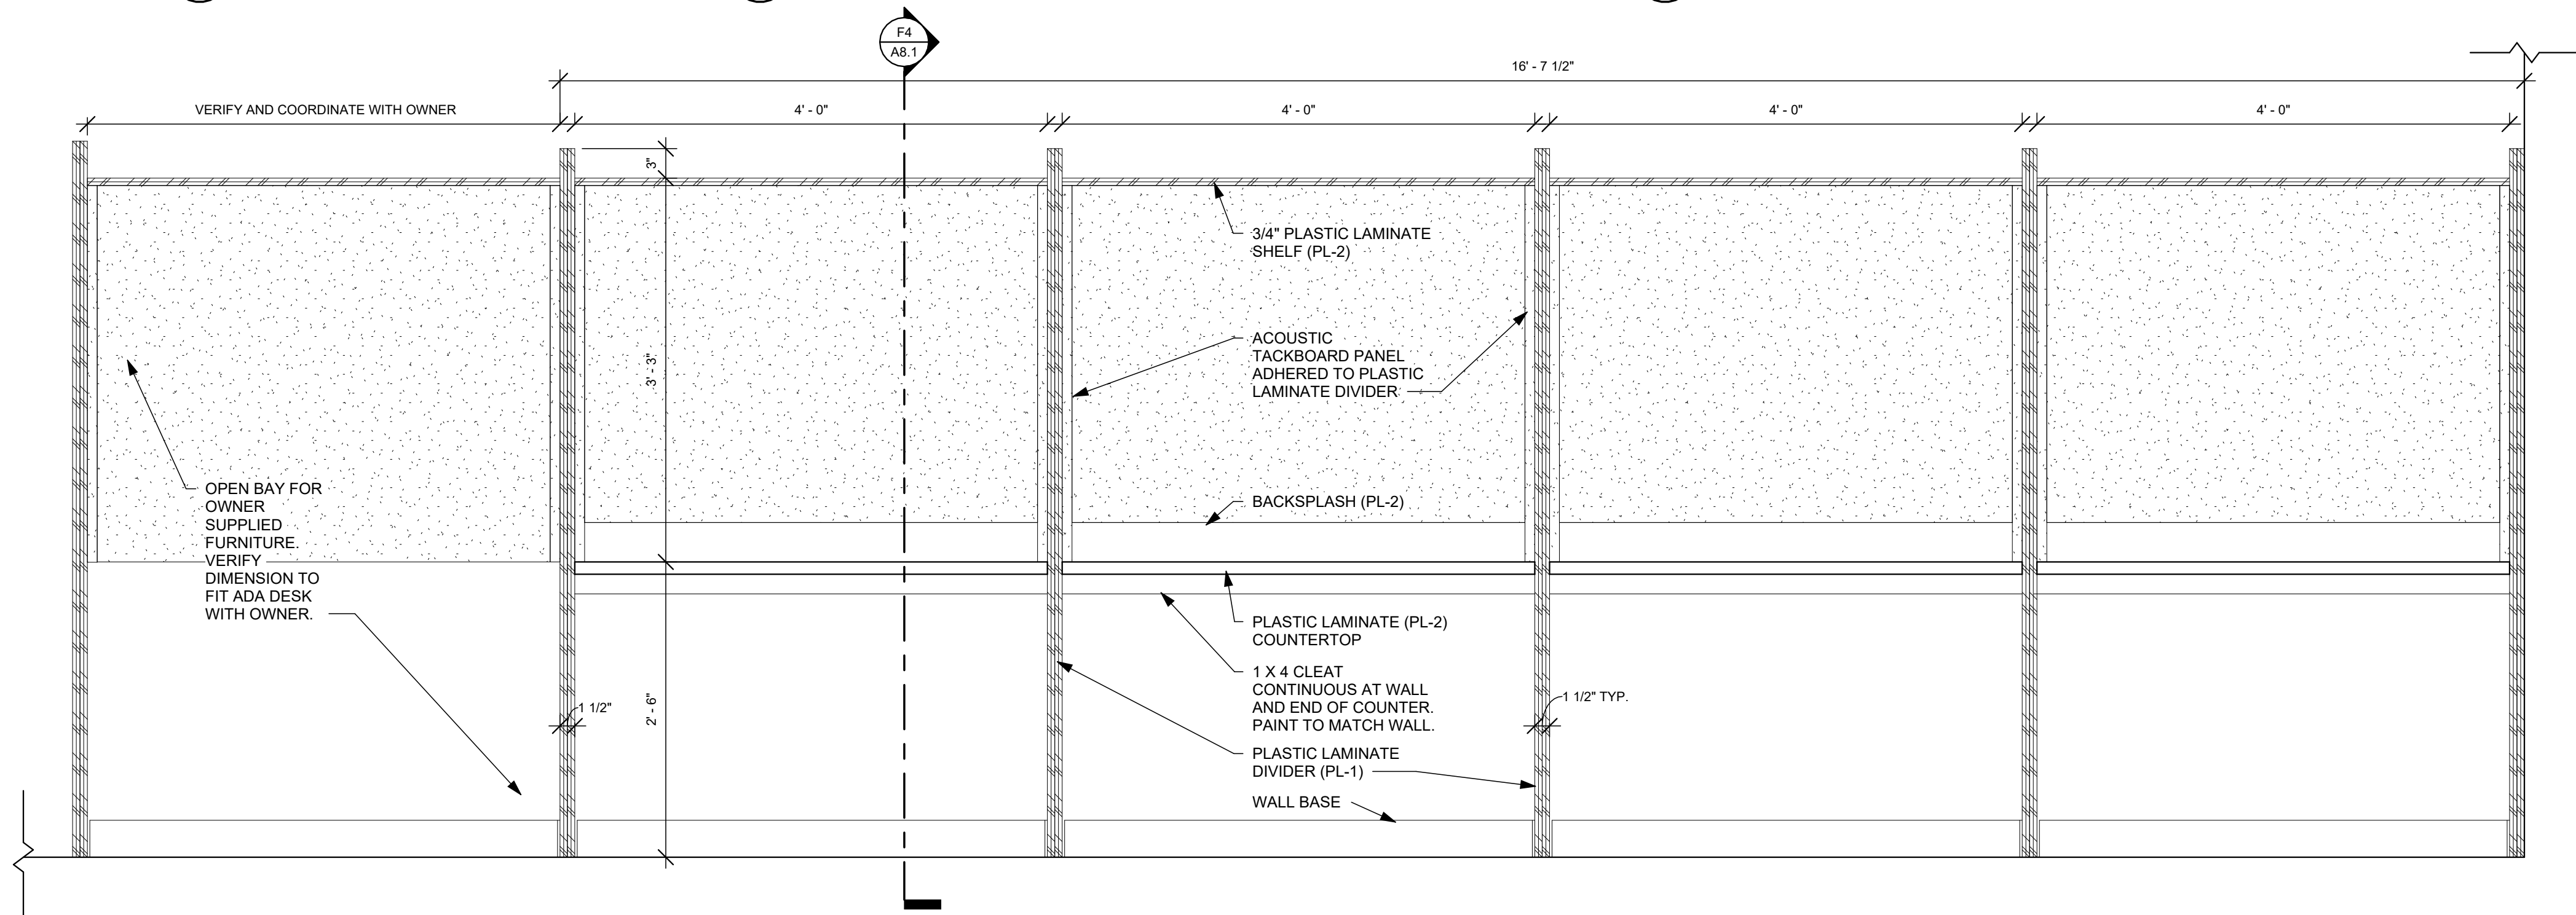 F4
A8.1
16' - 7 1/2"
VERIFY AND COORDINATE WITH OWNER
4' - 0"
4' - 0"
4' - 0"
4' - 0"
3"
3/4" PLASTIC LAMINATE
SHELF (PL-2)
3' - 3"
ACOUSTIC
TACKBOARD PANEL
ADHERED TO PLASTIC
LAMINATE DIVIDER
OPEN BAY FOR
OWNER
SUPPLIED
FURNITURE.
VERIFY
DIMENSION TO
FIT ADA DESK
WITH OWNER.
BACKSPLASH (PL-2)
PLASTIC LAMINATE (PL-2)
COUNTERTOP
1 X 4 CLEAT
CONTINUOUS AT WALL
AND END OF COUNTER.
PAINT TO MATCH WALL.
1 1/2"
2' - 6"
1 1/2" TYP.
PLASTIC LAMINATE
DIVIDER (PL-1)
WALL BASE